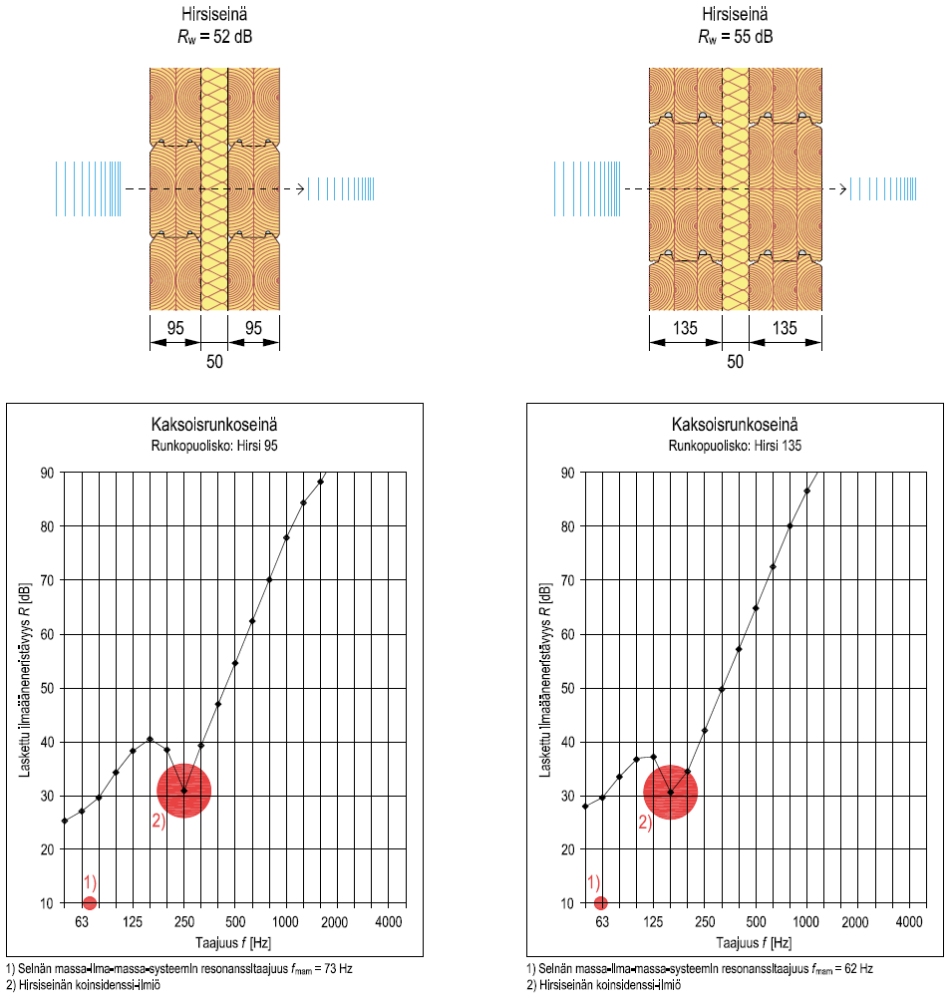 Hirsiseinä
Rw = 52 dB
95
95
50
Kaksoisrunkoseinä
Runkopuolisko: Hirsi 95
Laskettu ilmaääneneristävyys R [dB]
90
80
70
60
50
40
30
20
10
2)
1)
63
125
250
500
1000
2000
4000
Taajuus f [Hz]
1) Seinän massa-ilma-massa-systeemin resonanssitaajuus fmam = 73 Hz
2) Hirsiseinän koinsidenssi-ilmiö
Hirsiseinä
Rw = 55 dB
135
135
50
Kaksoisrunkoseinä
Runkopuolisko: Hirsi 135
Laskettu ilmaääneneristävyys R [dB]
90
80
70
60
50
40
30
20
10
2)
1)
63
125
250
500
1000
2000
4000
Taajuus f [Hz]
1) Seinän massa-ilma-massa-systeemin resonanssitaajuus fmam = 62 Hz
2) Hirsiseinän koinsidenssi-ilmiö